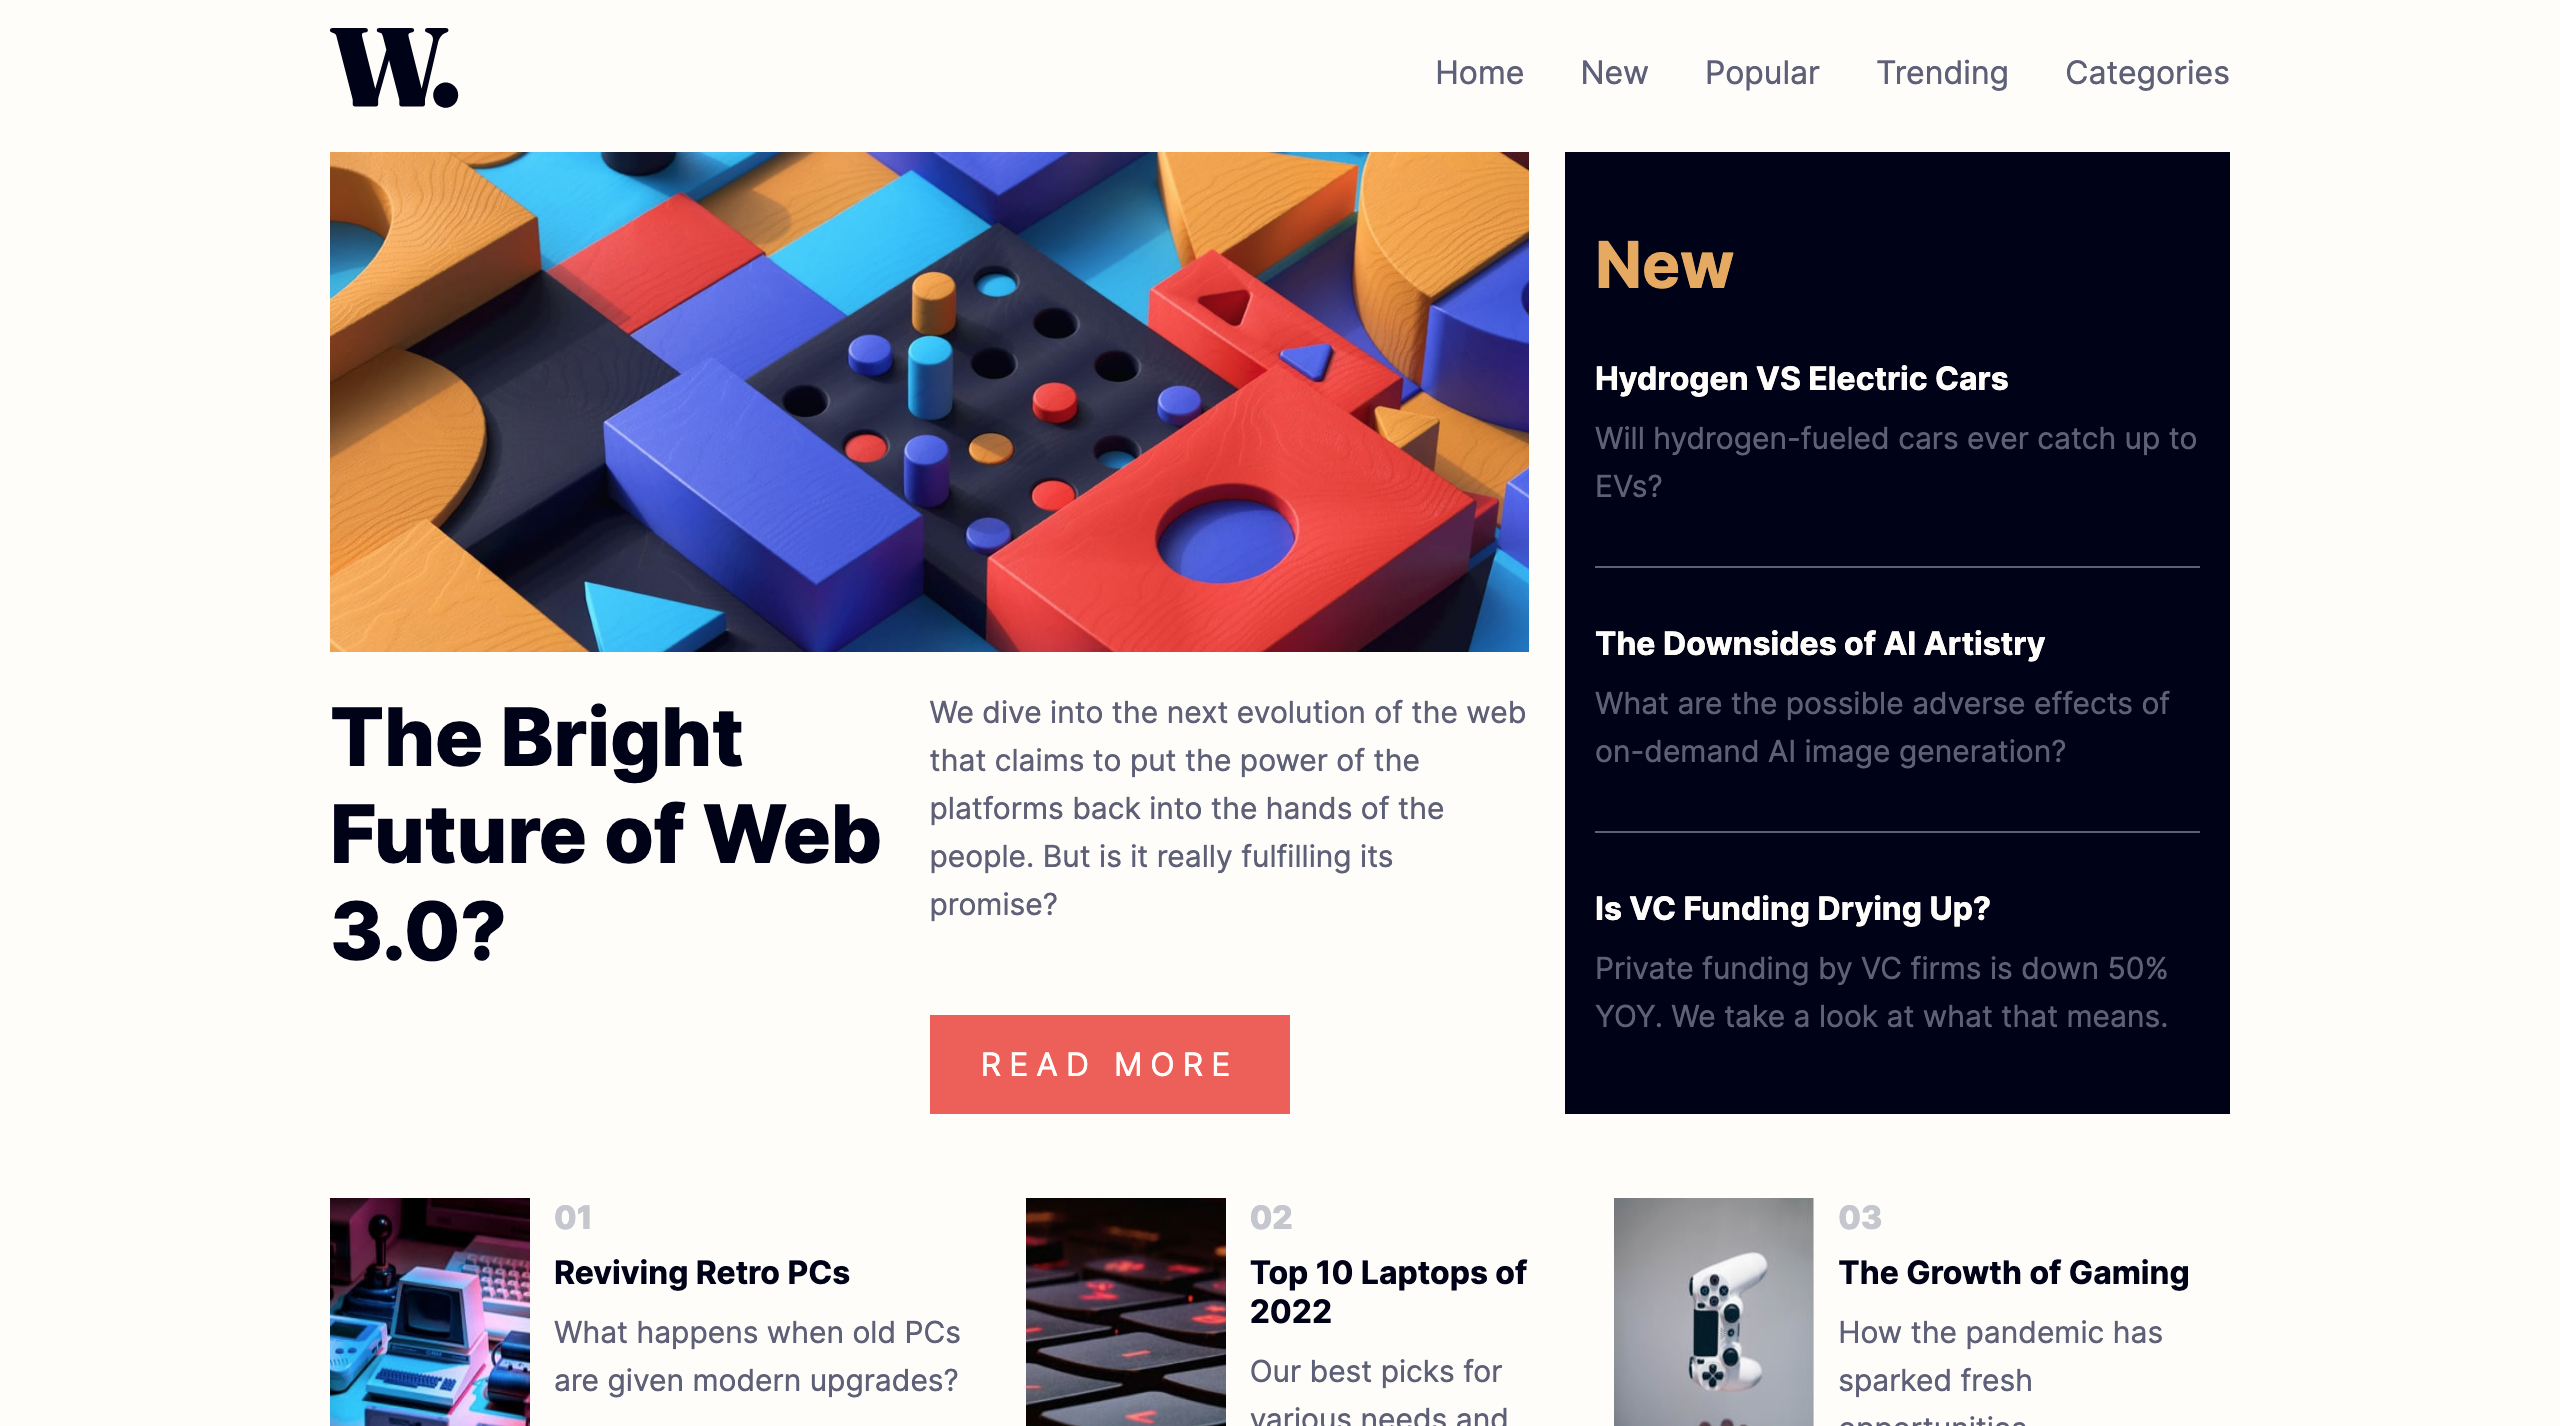 W.
Home New Popular Trending Categories
The Bright
Future of Web
3.0?
We dive into the next evolution of the web
that claims to put the power of the
platforms back into the hands of the
people. But is it really fulfilling its
promise?
READ MORE
New
Hydrogen VS Electric Cars
Will hydrogen-fueled cars ever catch up to
EVs?
The Downsides of AI Artistry
What are the possible adverse effects of
on-demand AI image generation?
Is VC Funding Drying Up?
Private funding by VC firms is down 50%
YOY. We take a look at what that means.
01
Reviving Retro PCs
What happens when old PCs
are given modern upgrades?
02
Top 10 Laptops of
2022
Our best picks for
various needs and
03
The Growth of Gaming
How the pandemic has
sparked fresh